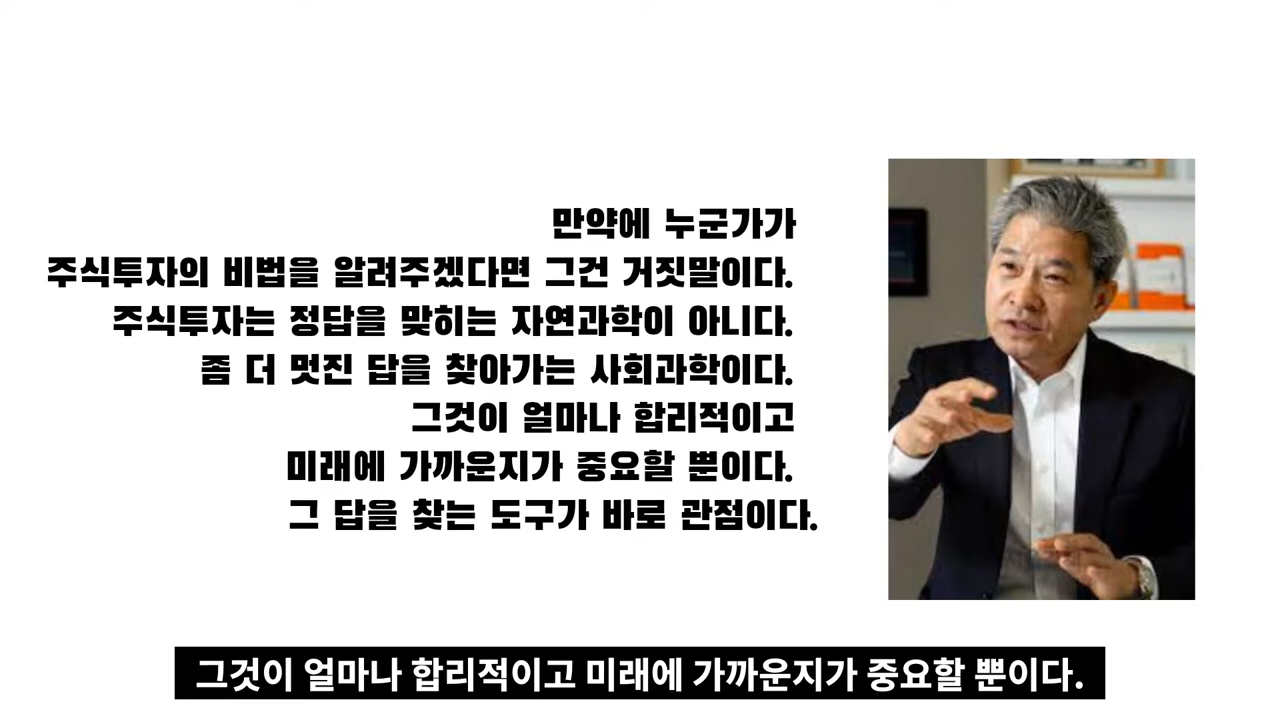 만약에 누군가가
주식투자의 비법을 알려주겠다면 그건 거짓말이다.
주식투자는 정답을 맞히는 자연과학이 아니다.
좀 더 멋진 답을 찾아가는 사회과학이다.
그것이 얼마나 합리적이고
미래에 가까운지가 중요할 뿐이다.
그 답을 찾는 도구가 바로 관점이다.
그것이 얼마나 합리적이고 미래에 가까운지가 중요할 뿐이다.